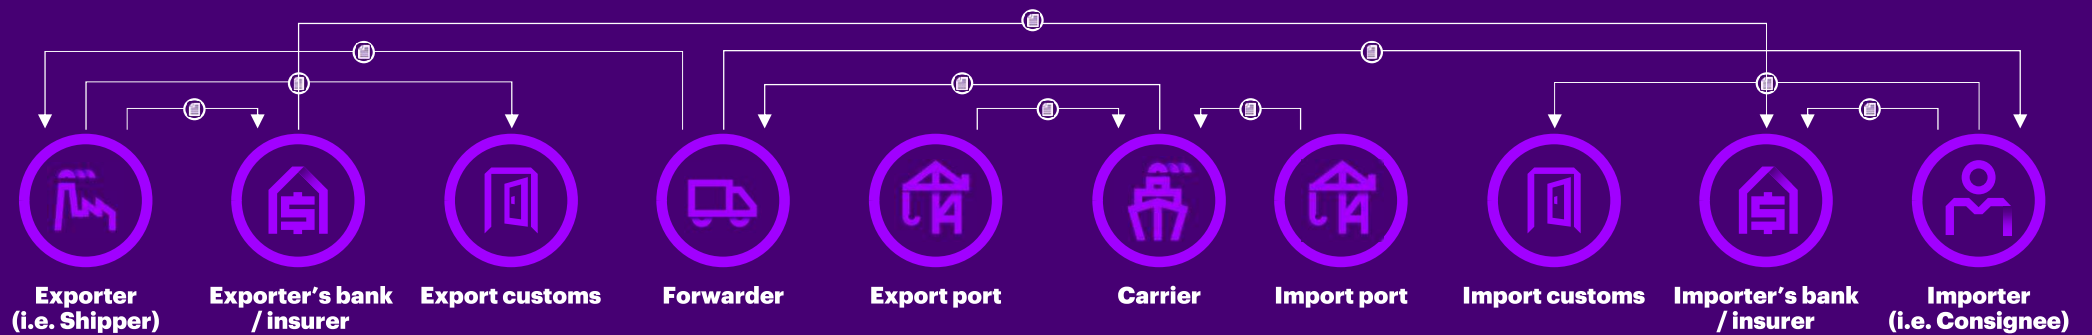 Exporter
(i.e. Shipper)
Exporter's bank
/ insurer
Export customs
Forwarder
Export port
Carrier
Import port
Import customs
Importer's bank
/ insurer
Importer
(i.e. Consignee)